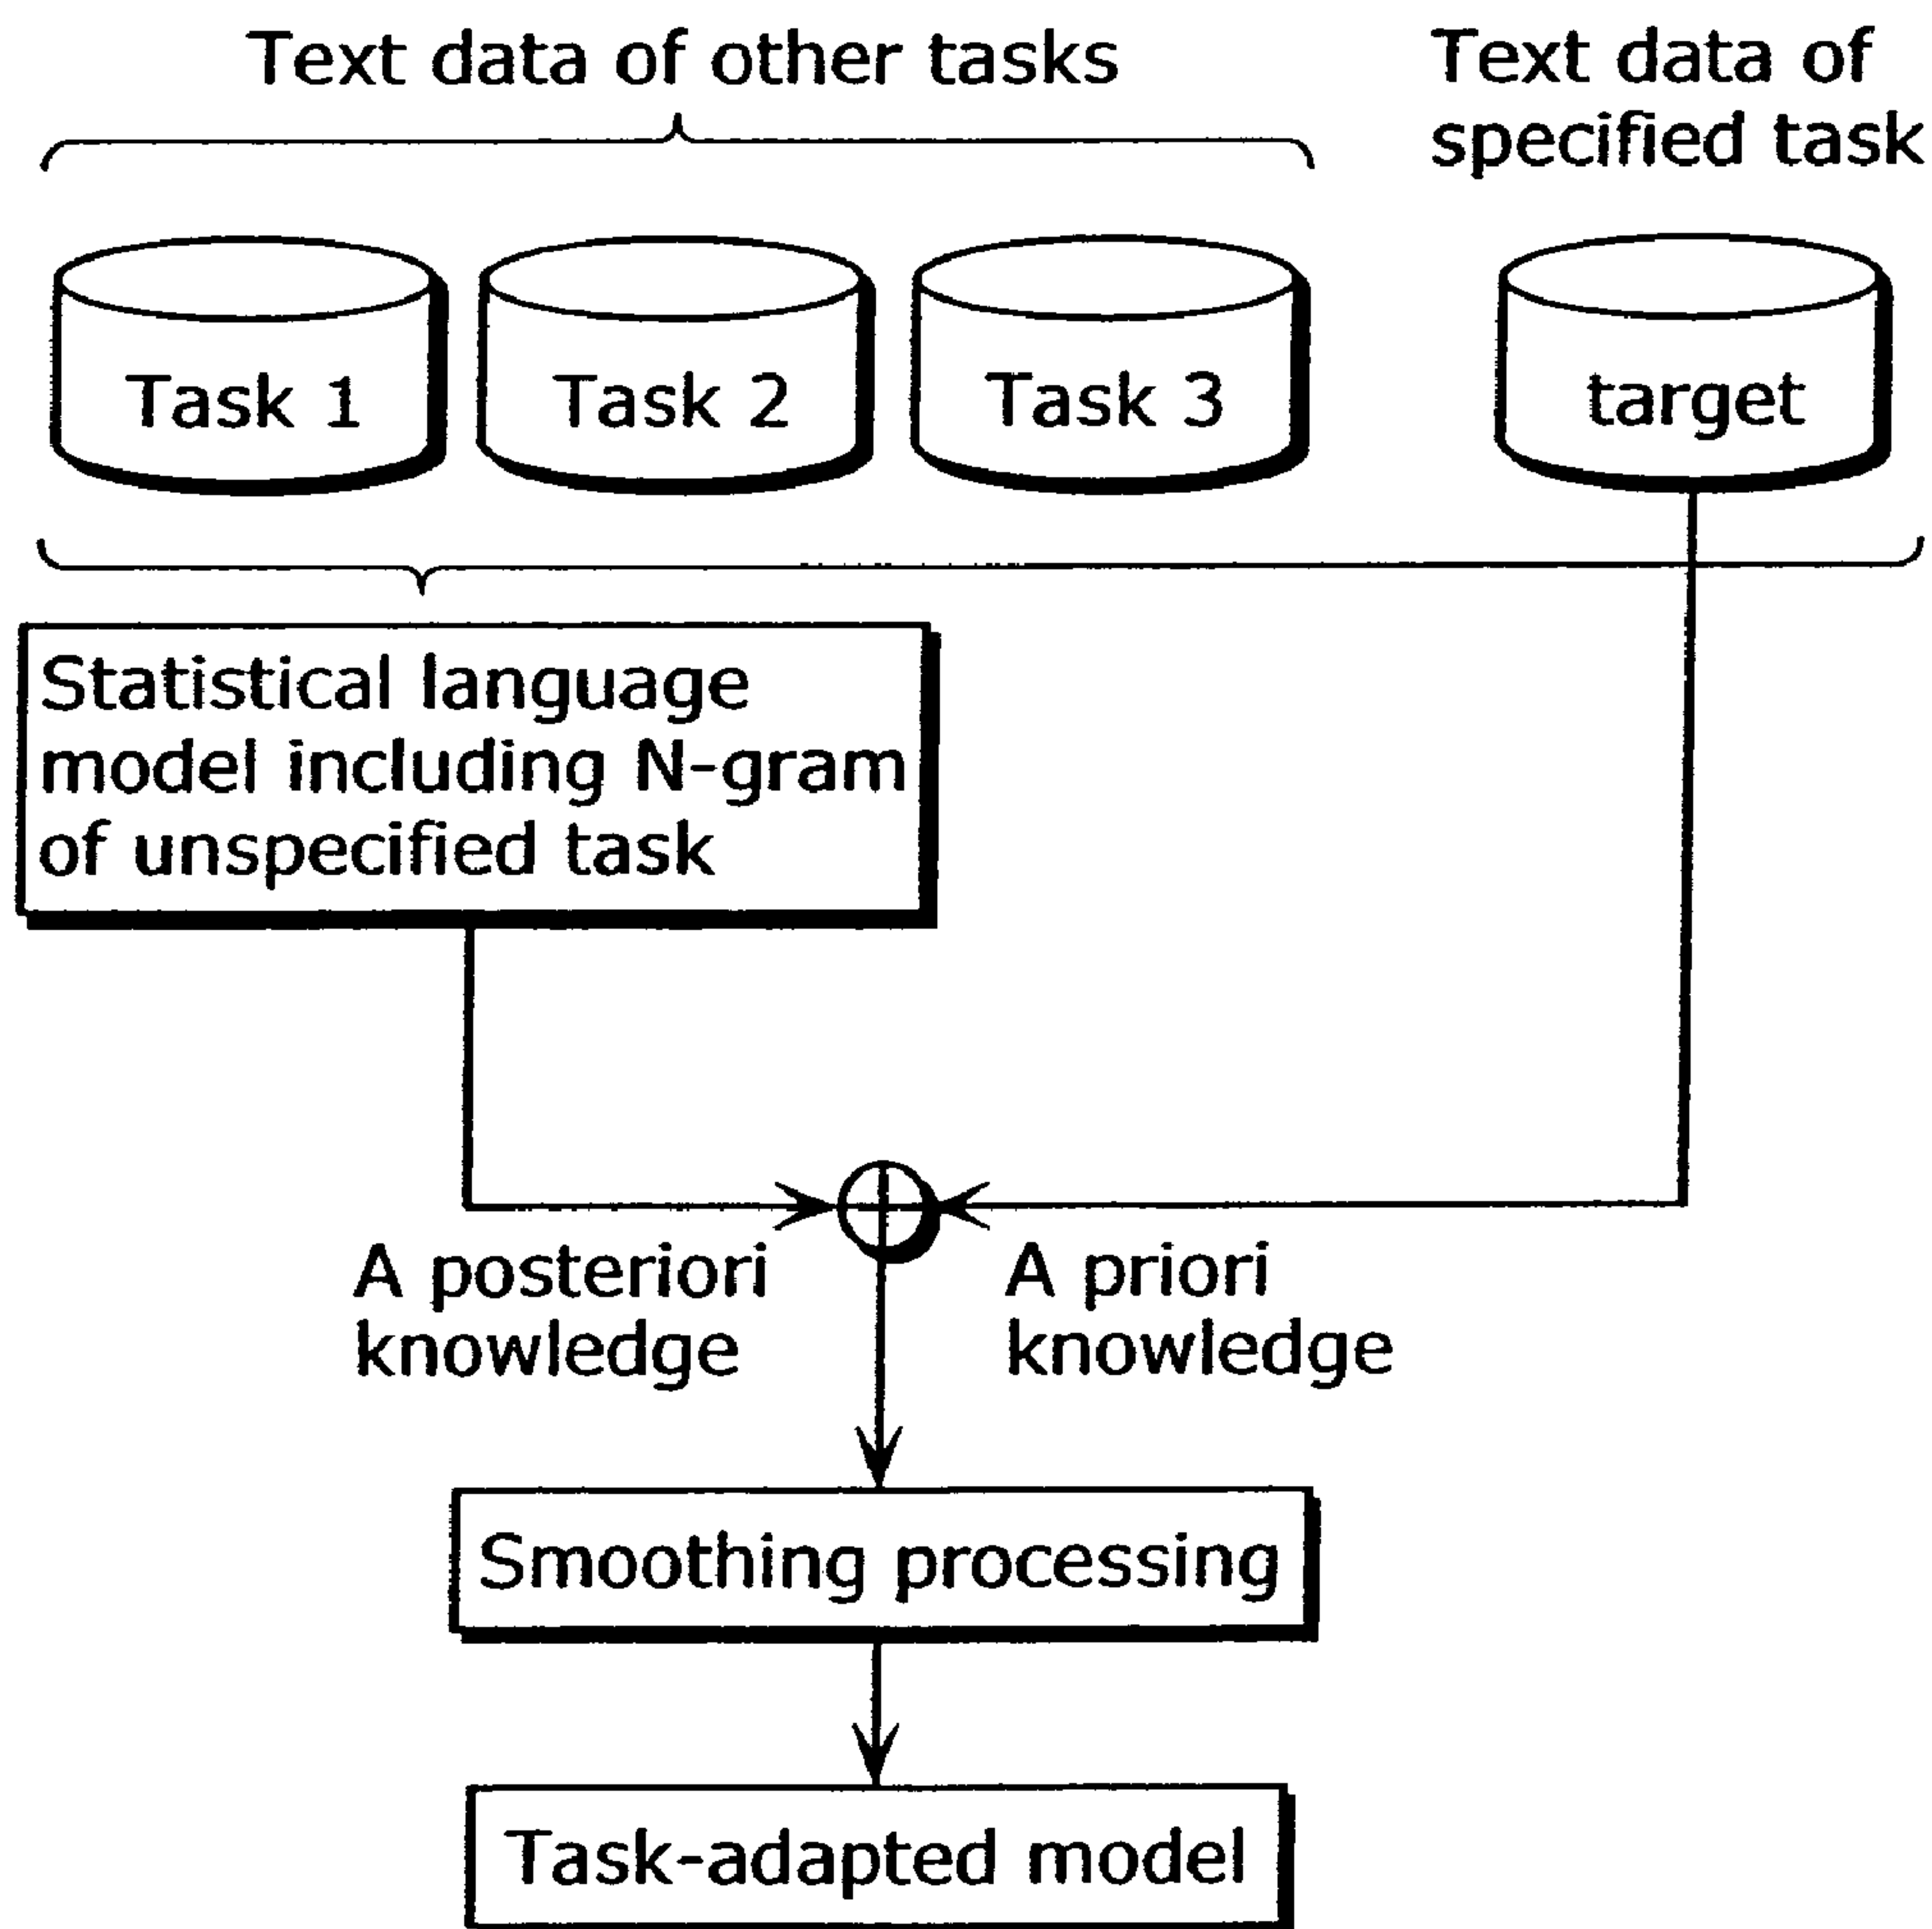 Text data of other tasks
Text data of
specified task
Task 1
Task 2
Task 3
target
Statistical language
model including N-gram
of unspecified task
A posteriori
knowledge
A priori
knowledge
Smoothing processing
Task-adapted model